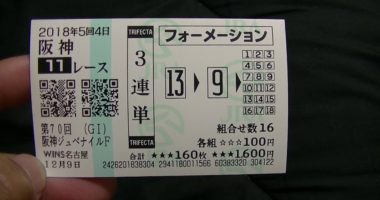 2018年5回4日
阪神
11レース
第70回 (GⅠ)
阪神ジュベナイルF
WINS名古屋
12月9日
TRIFECTA
3連単
TRIFECTA
フォーメーション
13 ▶ 9 ▶
1 2 3
4 5 6
7 8 9
10 11 12
13 14 15
16 17 18
組合せ数16
各組 ☆☆☆100円
合計 ★★★160枚 ★★★1,600円
2426201838304 2941180011566 60383320 304122